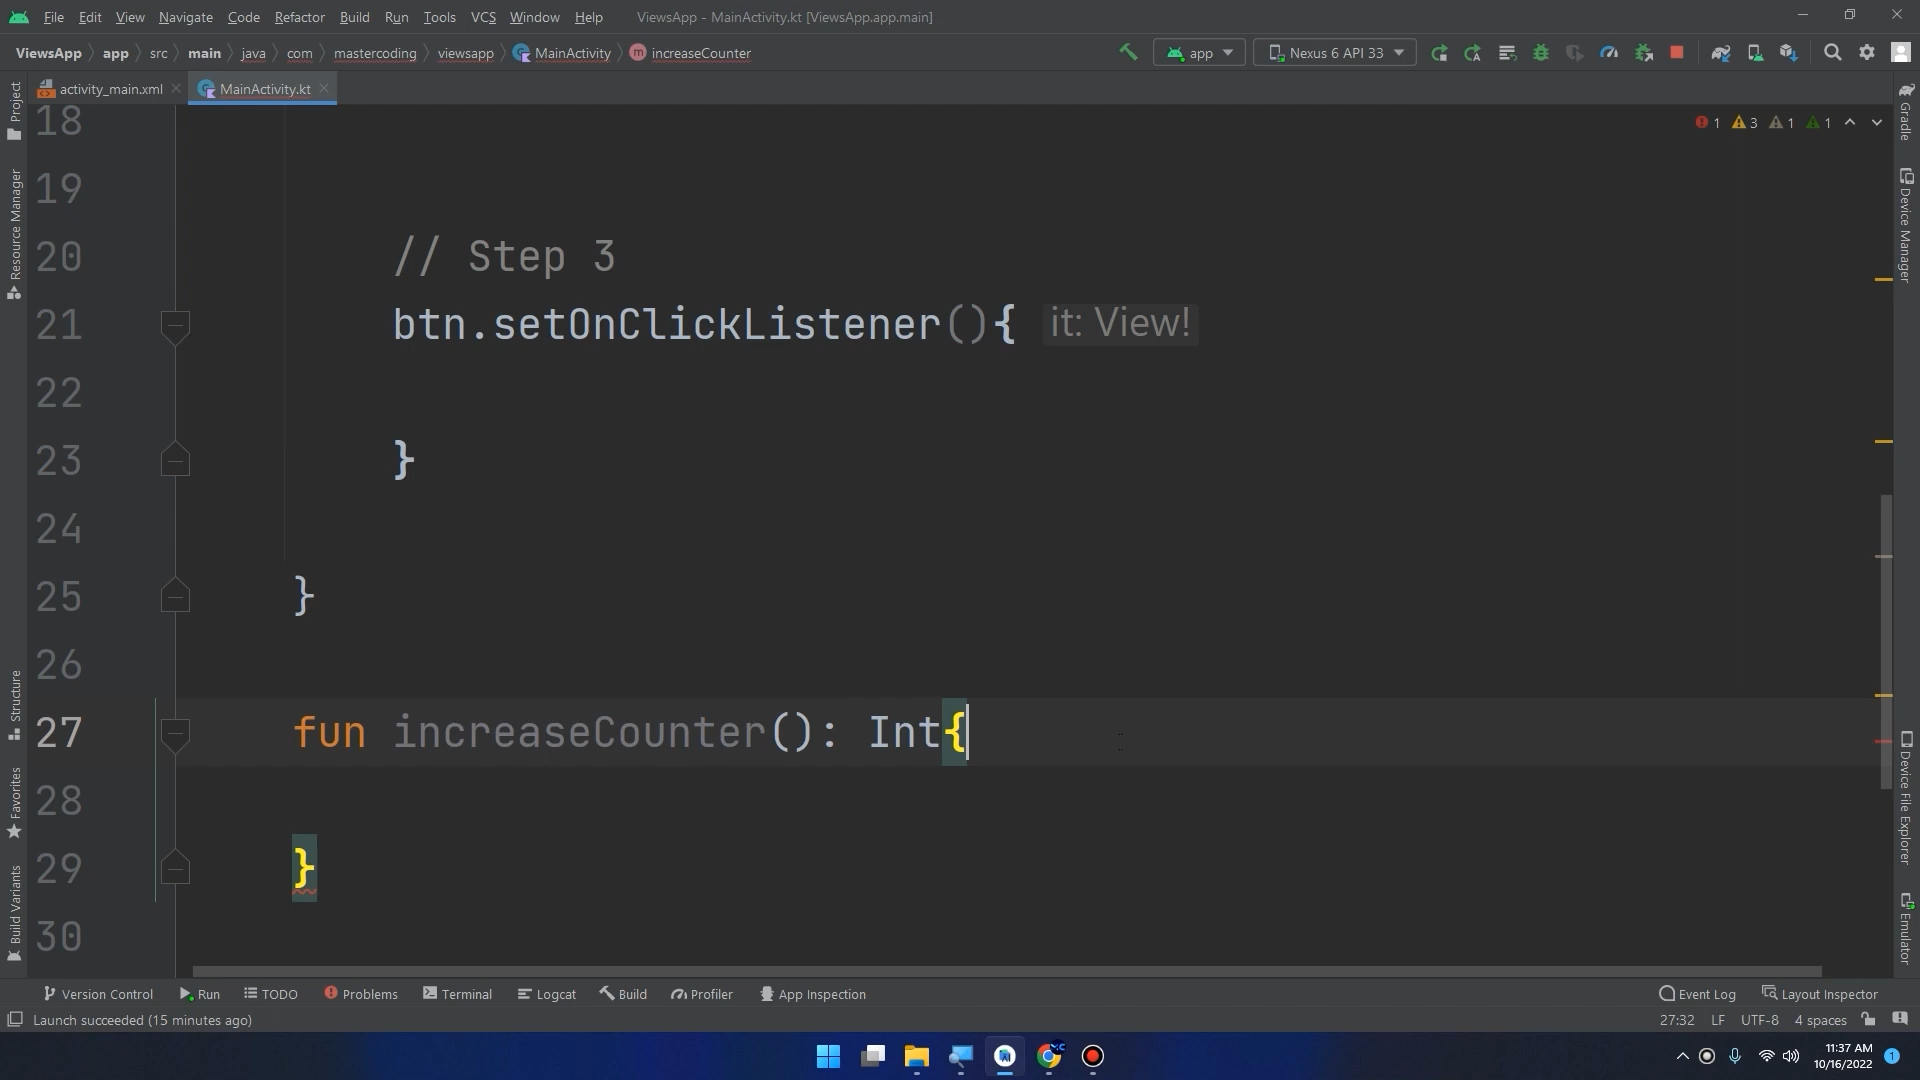 File Edit View Navigate Code Refactor Build Run Tools VCS Window Help ViewsApp - MainActivity.kt [ViewsApp.app.main]
ViewsApp app src main java com mastercoding viewsapp MainActivity increaseCounter app Nexus 6 API 33
activity_main.xml MainActivity.kt
Project
Resource Manager
Structure
Favorites
Build Variants
1 3 1 1
18
19
20 // Step 3
21 btn.setOnClickListener(){ it: View!
22
23 }
24
25 }
26
27 fun increaseCounter(): Int{
28
29 }
30
Gradle
Device Manager
Device File Explorer
Emulator
Version Control Run TODO Problems Terminal Logcat Build Profiler App Inspection Event Log Layout Inspector
Launch succeeded (15 minutes ago) 27:32 LF UTF-8 4 spaces
11:37 AM
10/16/2022 1